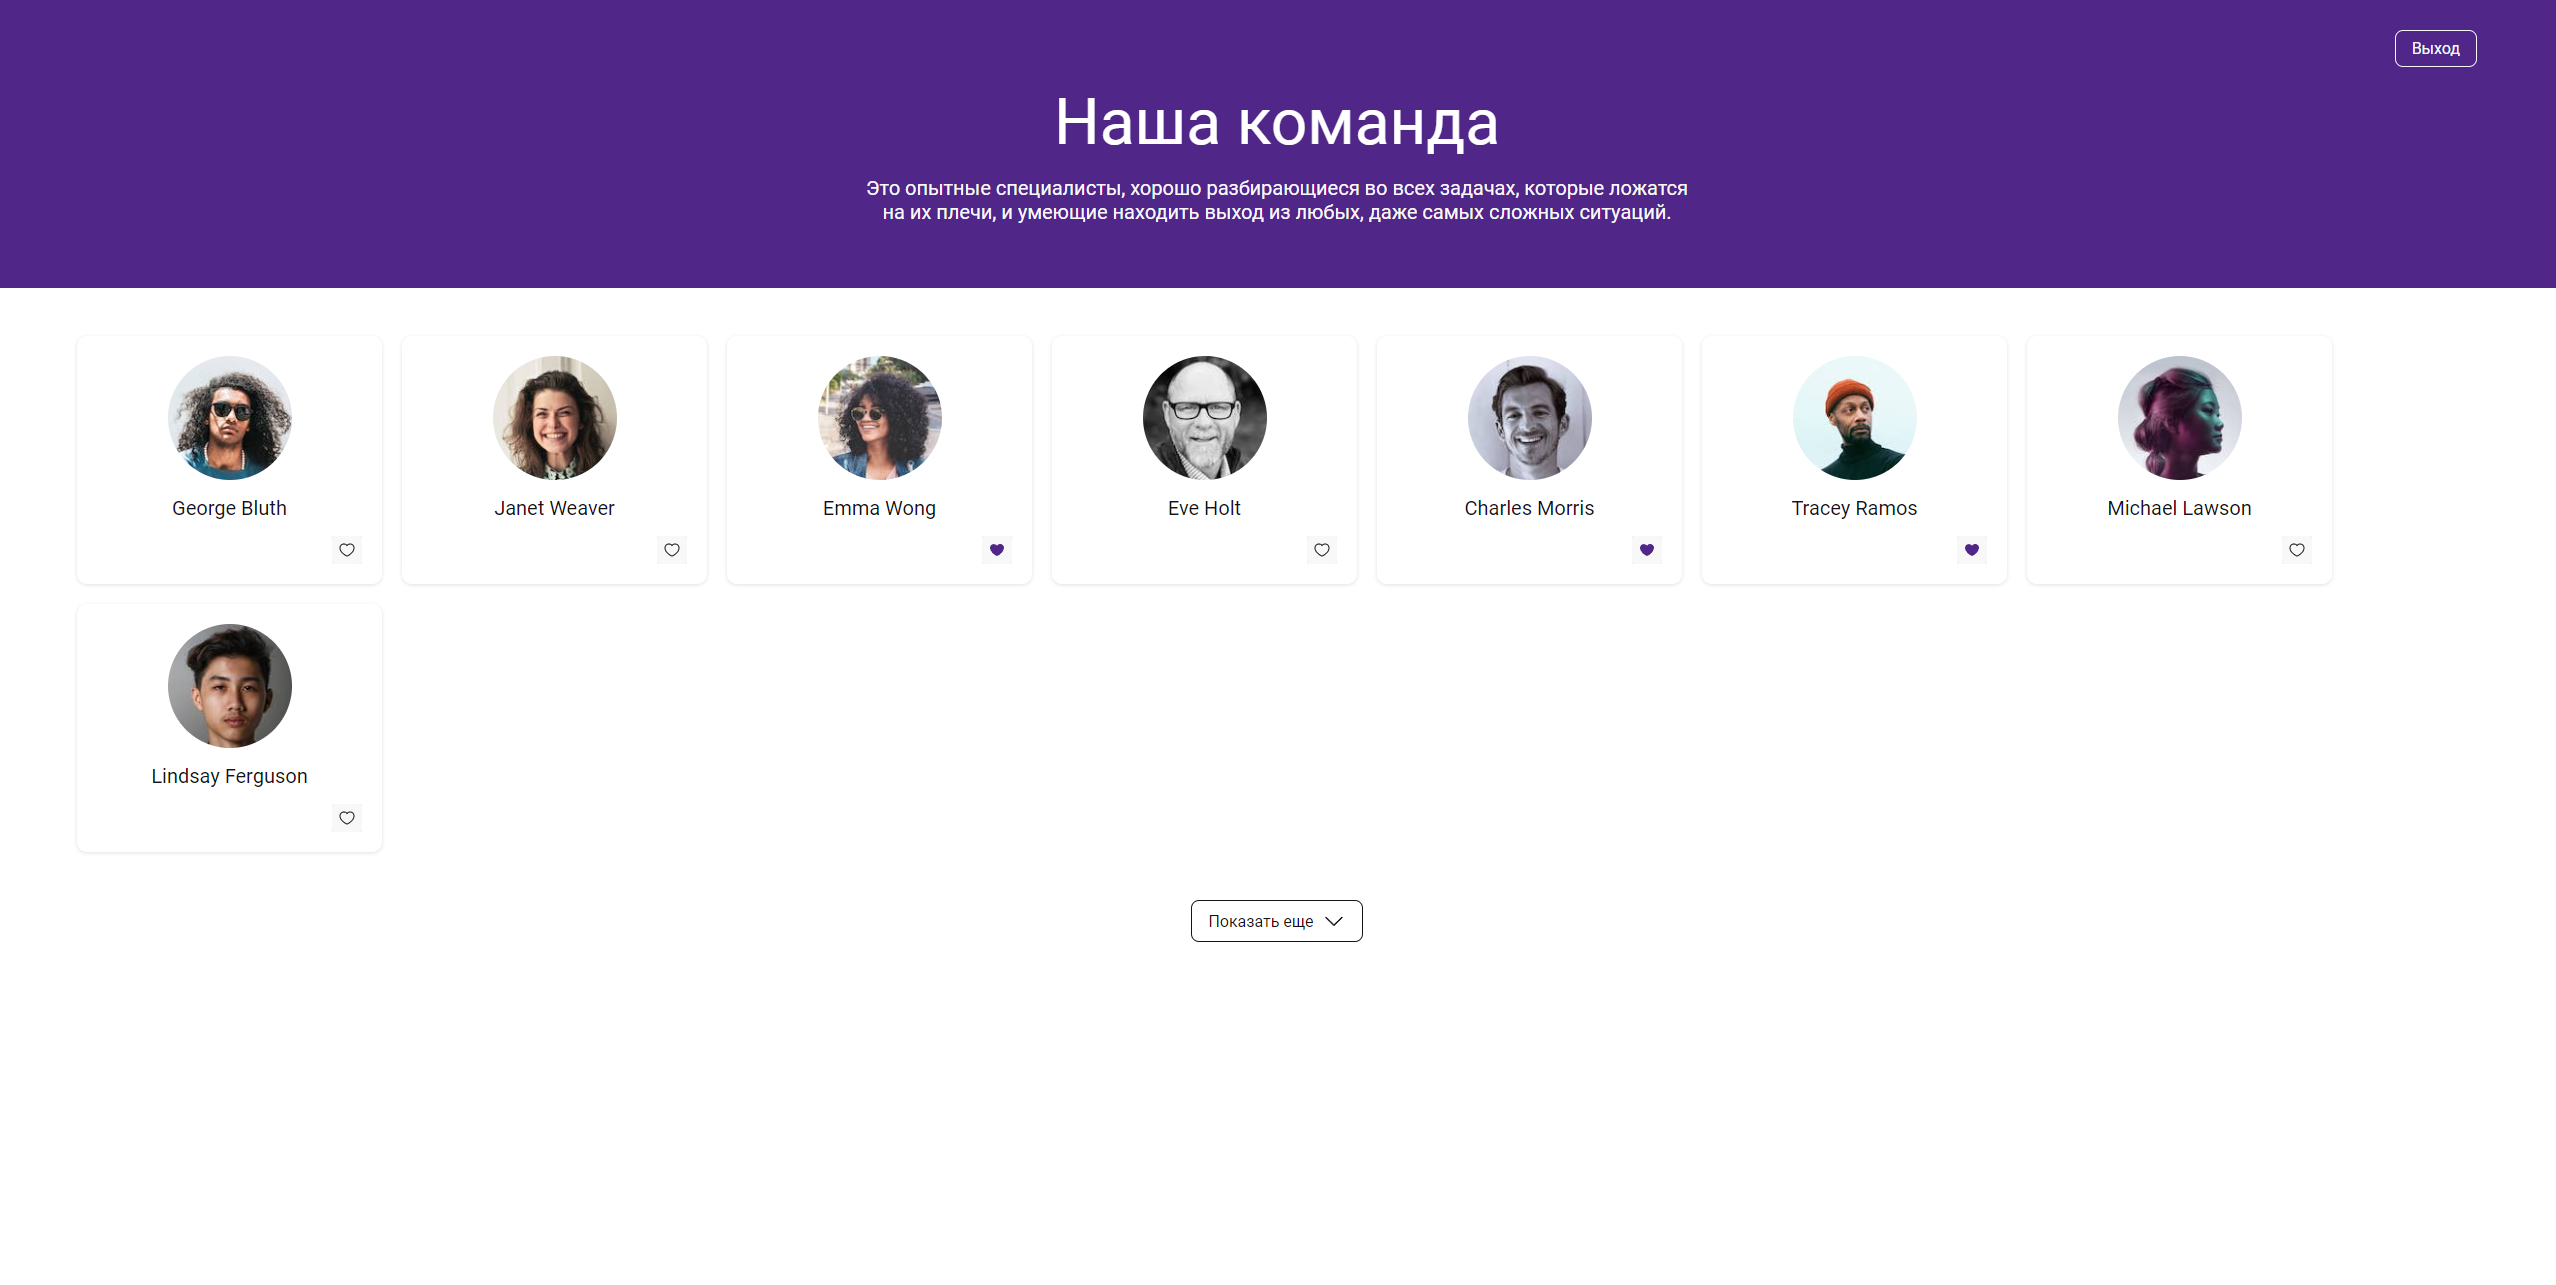 Выход
Наша команда
Это опытные специалисты, хорошо разбирающиеся во всех задачах, которые ложатся
на их плечи, и умеющие находить выход из любых, даже самых сложных ситуаций.
George Bluth
Janet Weaver
Emma Wong
Eve Holt
Charles Morris
Tracey Ramos
Michael Lawson
Lindsay Ferguson
Показать еще